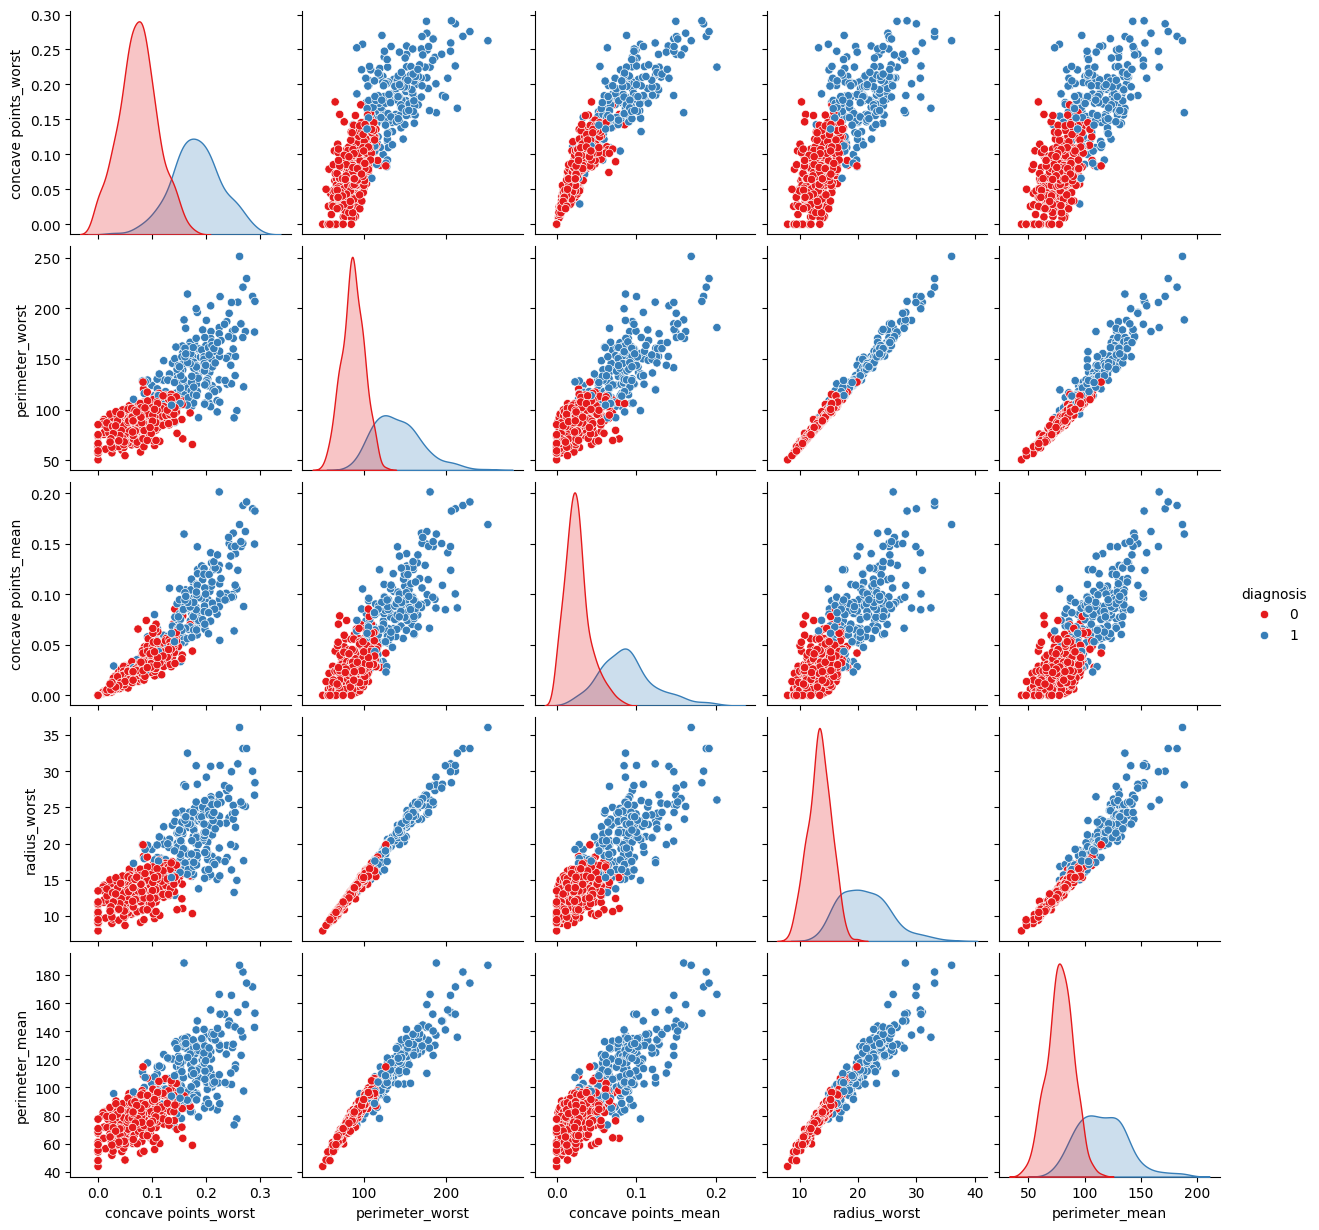 0.30
0.25
0.20
0.15
0.10
0.05
0.00
concave points_worst
250
200
150
100
50
perimeter_worst
0.20
0.15
0.10
0.05
0.00
concave points_mean
diagnosis
0
1
35
30
25
20
15
10
radius_worst
180
160
140
120
100
80
60
40
perimeter_mean
0.0 0.1 0.2 0.3
100 200
0.0 0.1 0.2
10 20 30 40
50 100 150 200
concave points_worst
perimeter_worst
concave points_mean
radius_worst
perimeter_mean